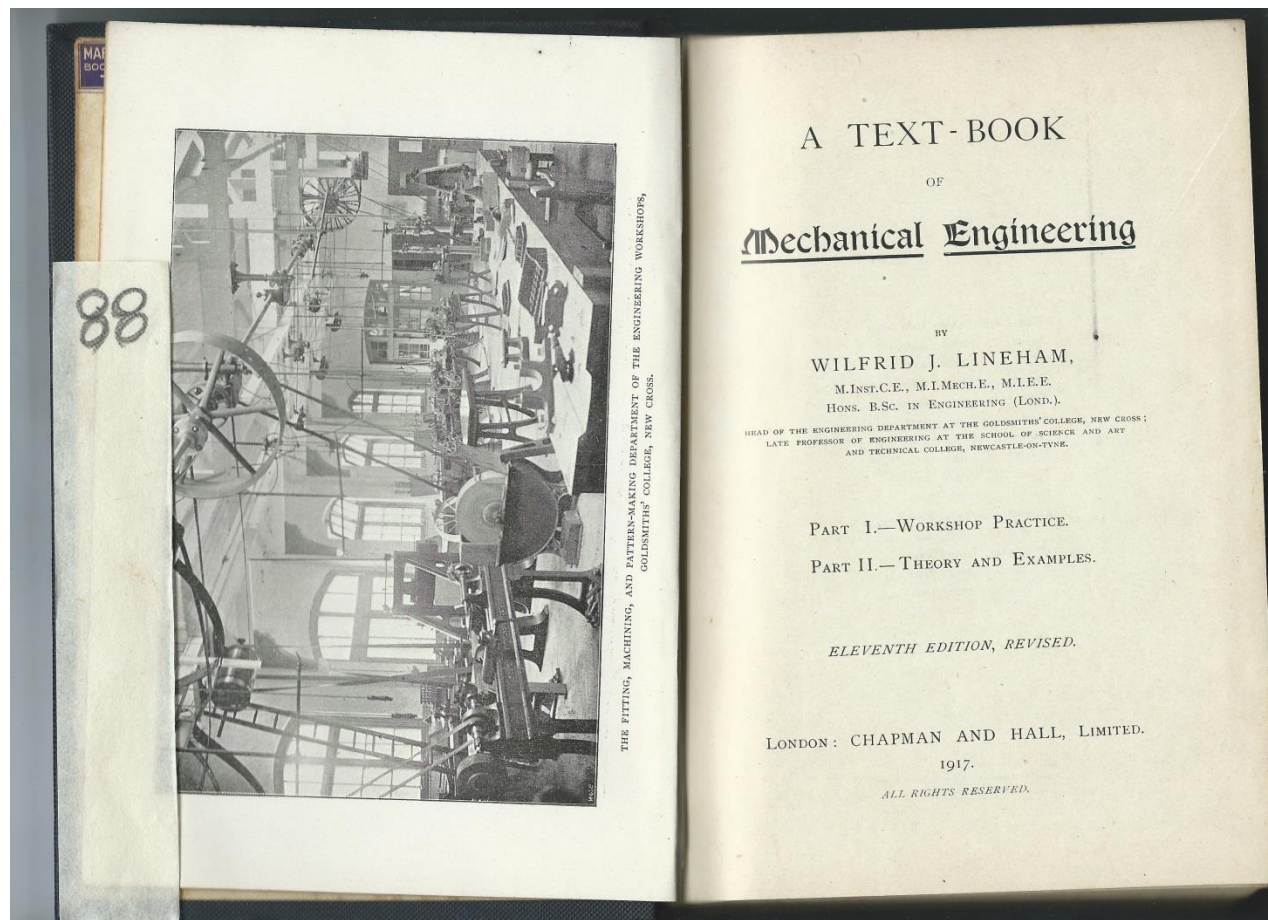 88
THE FITTING, MACHINING, AND PATTERN-MAKING DEPARTMENT OF THE ENGINEERING WORKSHOPS,
GOLDSMITHS' COLLEGE, NEW CROSS.
A TEXT-BOOK
OF
Mechanical Engineering
BY
WILFRID J. LINEHAM,
M.INST.C.E., M.I.MECH.E., M.I.E.E.
HONS. B.SC. IN ENGINEERING (LOND.).
HEAD OF THE ENGINEERING DEPARTMENT AT THE GOLDSMITHS' COLLEGE, NEW CROSS;
LATE PROFESSOR OF ENGINEERING AT THE SCHOOL OF SCIENCE AND ART
AND TECHNICAL COLLEGE, NEWCASTLE-ON-TYNE.
PART I.—WORKSHOP PRACTICE.
PART II.—THEORY AND EXAMPLES.
ELEVENTH EDITION, REVISED.
LONDON: CHAPMAN AND HALL, LIMITED.
1917.
ALL RIGHTS RESERVED.